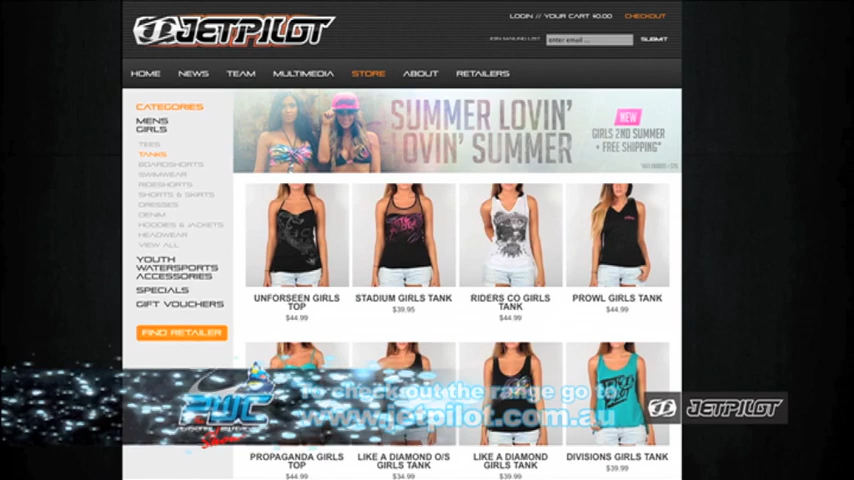 JETPILOT
LOGIN // YOUR CART $0.00 CHECKOUT
JOIN MAILING LIST enter email ... SUBMIT
HOME NEWS TEAM MULTIMEDIA STORE ABOUT RETAILERS
CATEGORIES
MENS
GIRLS
TEES
TANKS
BOARDSHORTS
SWIMWEAR
RIDESHORTS
SHORTS & SKIRTS
DRESSES
DENIM
HOODIES & JACKETS
HEADWEAR
VIEW ALL
YOUTH
WATERSPORTS
ACCESSORIES
SPECIALS
GIFT VOUCHERS
FIND RETAILER
SUMMER LOVIN'
LOVIN' SUMMER
NEW
GIRLS 2ND SUMMER
+ FREE SHIPPING*
UNFORSEEN GIRLS
TOP
$44.99
STADIUM GIRLS TANK
$39.95
RIDERS CO GIRLS
TANK
$44.99
PROWL GIRLS TANK
$44.99
PROPAGANDA GIRLS
TOP
$44.99
LIKE A DIAMOND O/S
GIRLS TANK
$34.99
LIKE A DIAMOND
GIRLS TANK
$39.99
DIVISIONS GIRLS TANK
$39.99
PWC
Show
To check out the range go to
www.jetpilot.com.au
JETPILOT